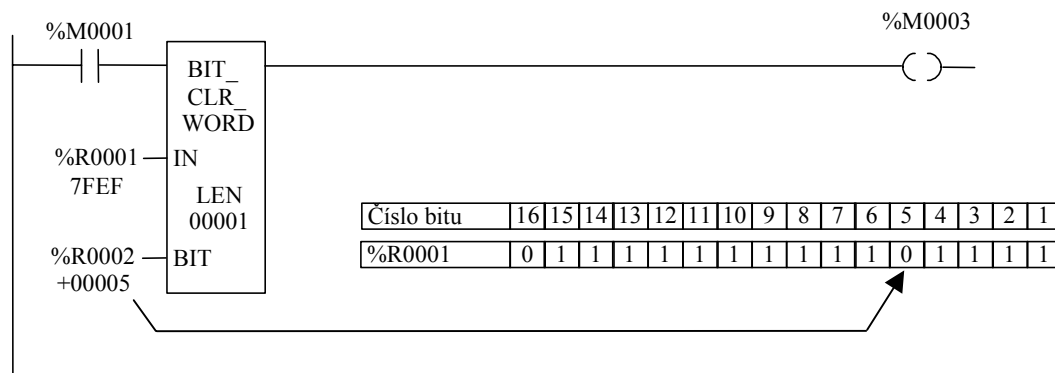 %M0001
%M0003
BIT_
CLR_
WORD
%R0001
IN
7FEF
LEN
00001
%R0002
BIT
+00005
Číslo bitu 16 15 14 13 12 11 10 9 8 7 6 5 4 3 2 1
%R0001 0 1 1 1 1 1 1 1 1 1 1 0 1 1 1 1